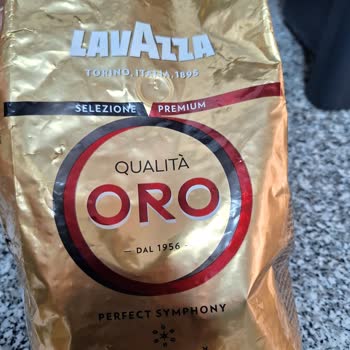 LAVAZZA
TORINO, ITALIA, 1895
SELEZIONE PREMIUM
QUALITÀ
ORO
DAL 1956
PERFECT SYMPHONY